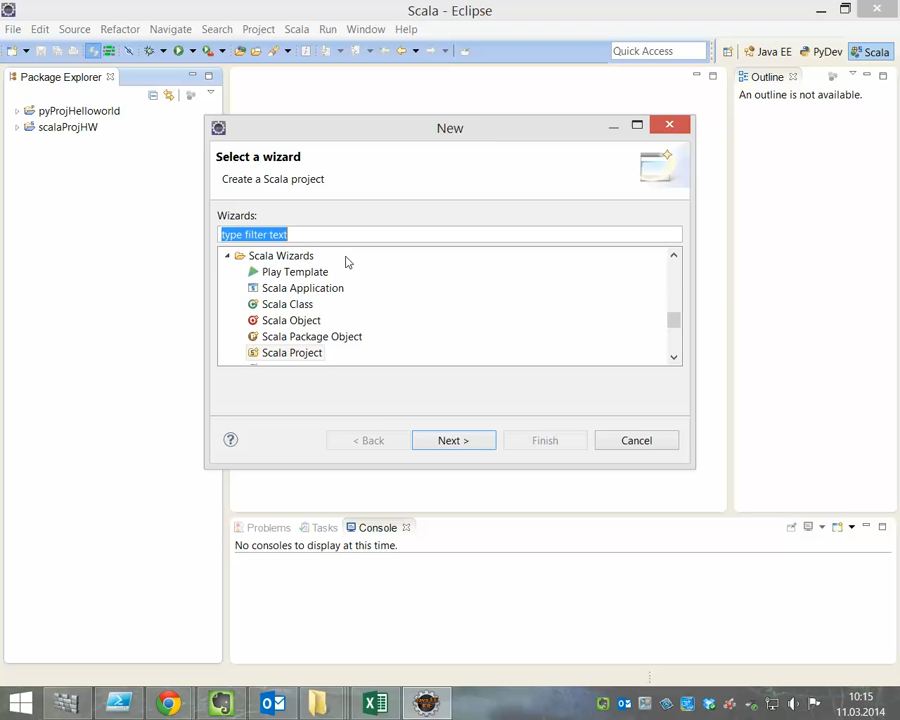 Scala - Eclipse
File Edit Source Refactor Navigate Search Project Scala Run Window Help
Quick Access Java EE PyDev Scala
Package Explorer
Outline
An outline is not available.
pyProjHelloworld
scalaProjHW
New
Select a wizard
Create a Scala project
Wizards:
type filter text
Scala Wizards
Play Template
Scala Application
Scala Class
Scala Object
Scala Package Object
Scala Project
? < Back Next > Finish Cancel
Problems Tasks Console
No consoles to display at this time.
10:15
11.03.2014